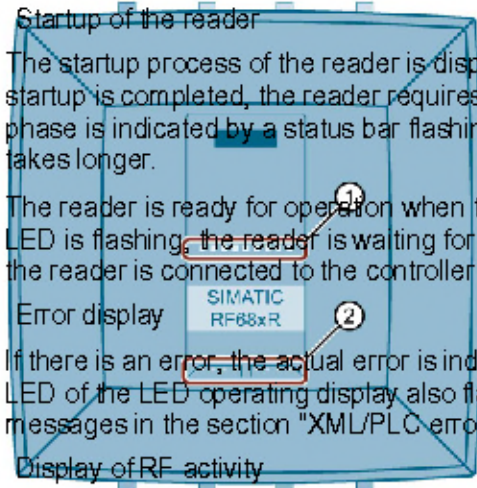 Startup of the reader
The startup process of the reader is disp
startup is completed, the reader requires
phase is indicated by a status bar flashin
takes longer.
The reader is ready for operation when t
1
LED is flashing, the reader is waiting for
the reader is connected to the controller
SIMATIC
RF68xR
Error display
2
If there is an error, the actual error is ind
LED of the LED operating display also fl
messages in the section "XML/PLC erro
Display of RF activity